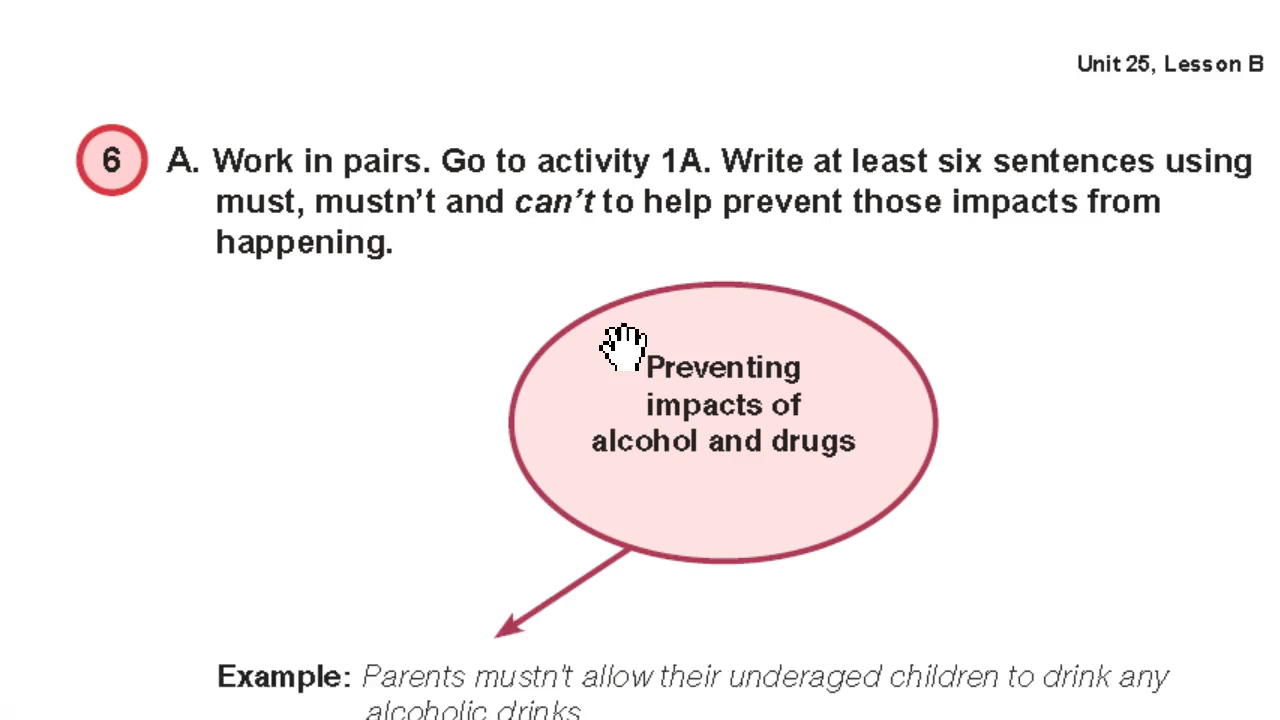 Unit 25, Lesson B
6 A. Work in pairs. Go to activity 1A. Write at least six sentences using
must, mustn't and can't to help prevent those impacts from
happening.
Preventing
impacts of
alcohol and drugs
Example: Parents mustn't allow their underaged children to drink any
alcoholic drinks